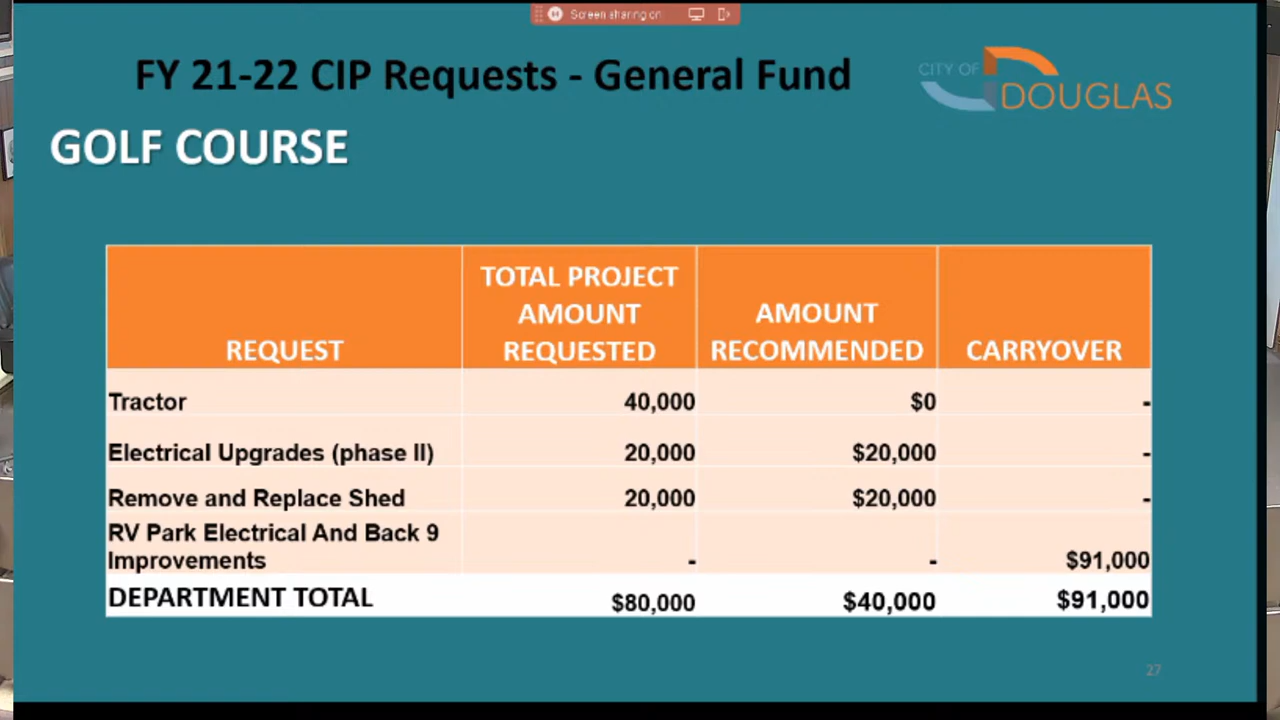 Screen sharing on
FY 21-22 CIP Requests - General Fund
CITY OF
DOUGLAS
GOLF COURSE
REQUEST
TOTAL PROJECT
AMOUNT
REQUESTED
AMOUNT
RECOMMENDED
CARRYOVER
Tractor 40,000 $0 -
Electrical Upgrades (phase II) 20,000 $20,000 -
Remove and Replace Shed 20,000 $20,000 -
RV Park Electrical And Back 9
Improvements - - $91,000
DEPARTMENT TOTAL $80,000 $40,000 $91,000
27